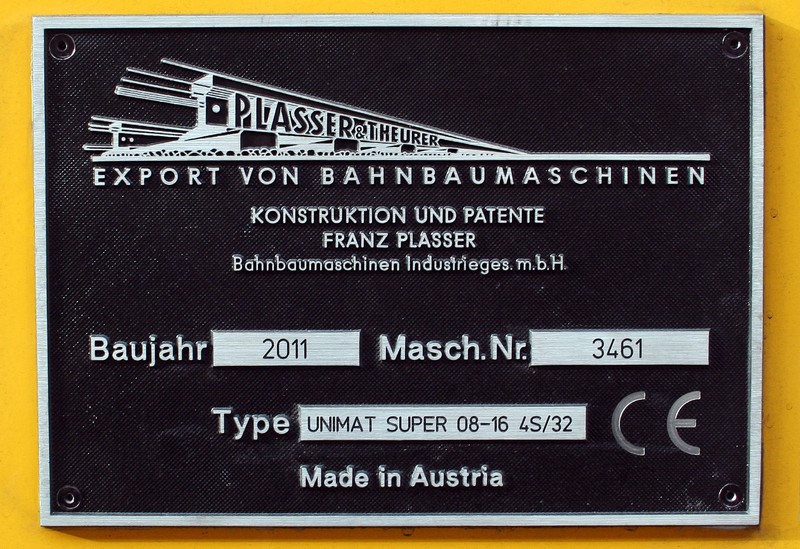 PLASSER & THEURER
EXPORT VON BAHNBAUMASCHINEN
KONSTRUKTION UND PATENTE
FRANZ PLASSER
Bahnbaumaschinen Industrieges. m.b.H.
Baujahr 2011 Masch.Nr. 3461
Type UNIMAT SUPER 08-16 4S/32 CE
Made in Austria